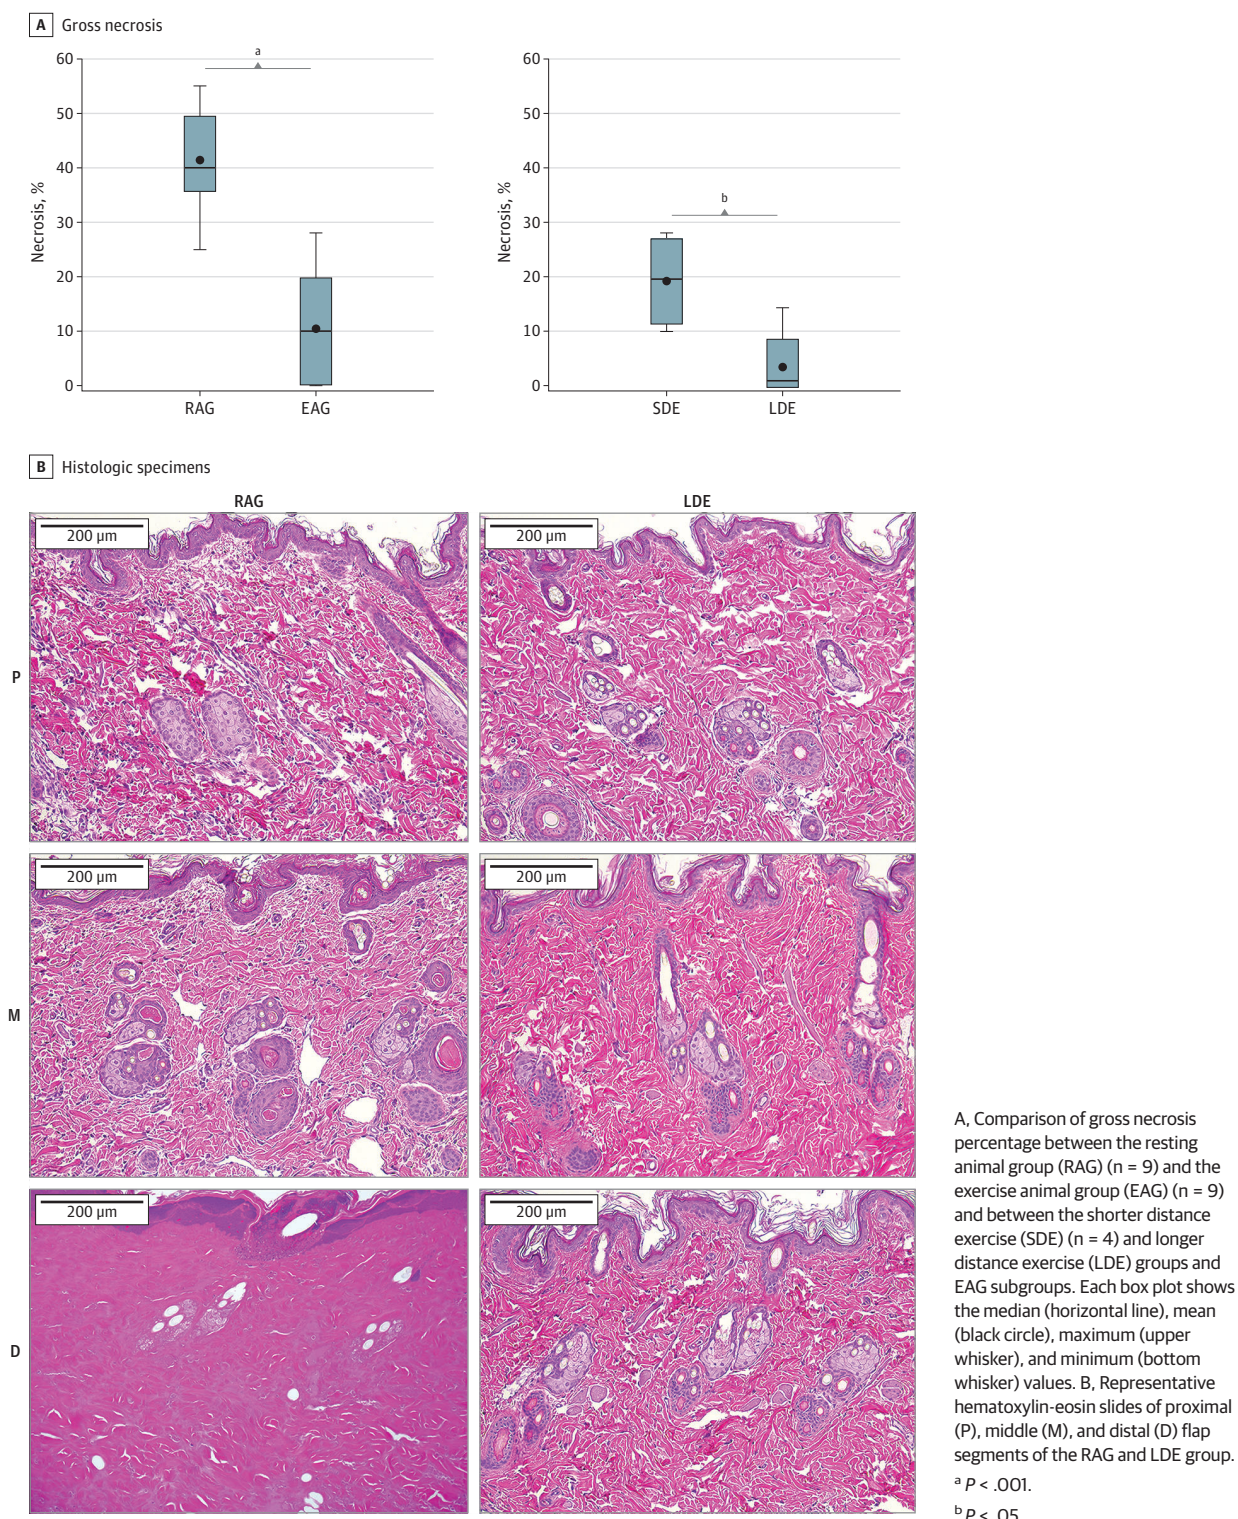 A Gross necrosis
a
60
50
40
30
20
10
0
Necrosis, %
RAG EAG
b
60
50
40
30
20
10
0
Necrosis, %
SDE LDE
B Histologic specimens
RAG LDE
P
200 μm
200 μm
M
200 μm
200 μm
D
200 μm
200 μm
A, Comparison of gross necrosis
percentage between the resting
animal group (RAG) (n = 9) and the
exercise animal group (EAG) (n = 9)
and between the shorter distance
exercise (SDE) (n = 4) and longer
distance exercise (LDE) groups and
EAG subgroups. Each box plot shows
the median (horizontal line), mean
(black circle), maximum (upper
whisker), and minimum (bottom
whisker) values. B, Representative
hematoxylin-eosin slides of proximal
(P), middle (M), and distal (D) flap
segments of the RAG and LDE group.
a P < .001.
b P < .05